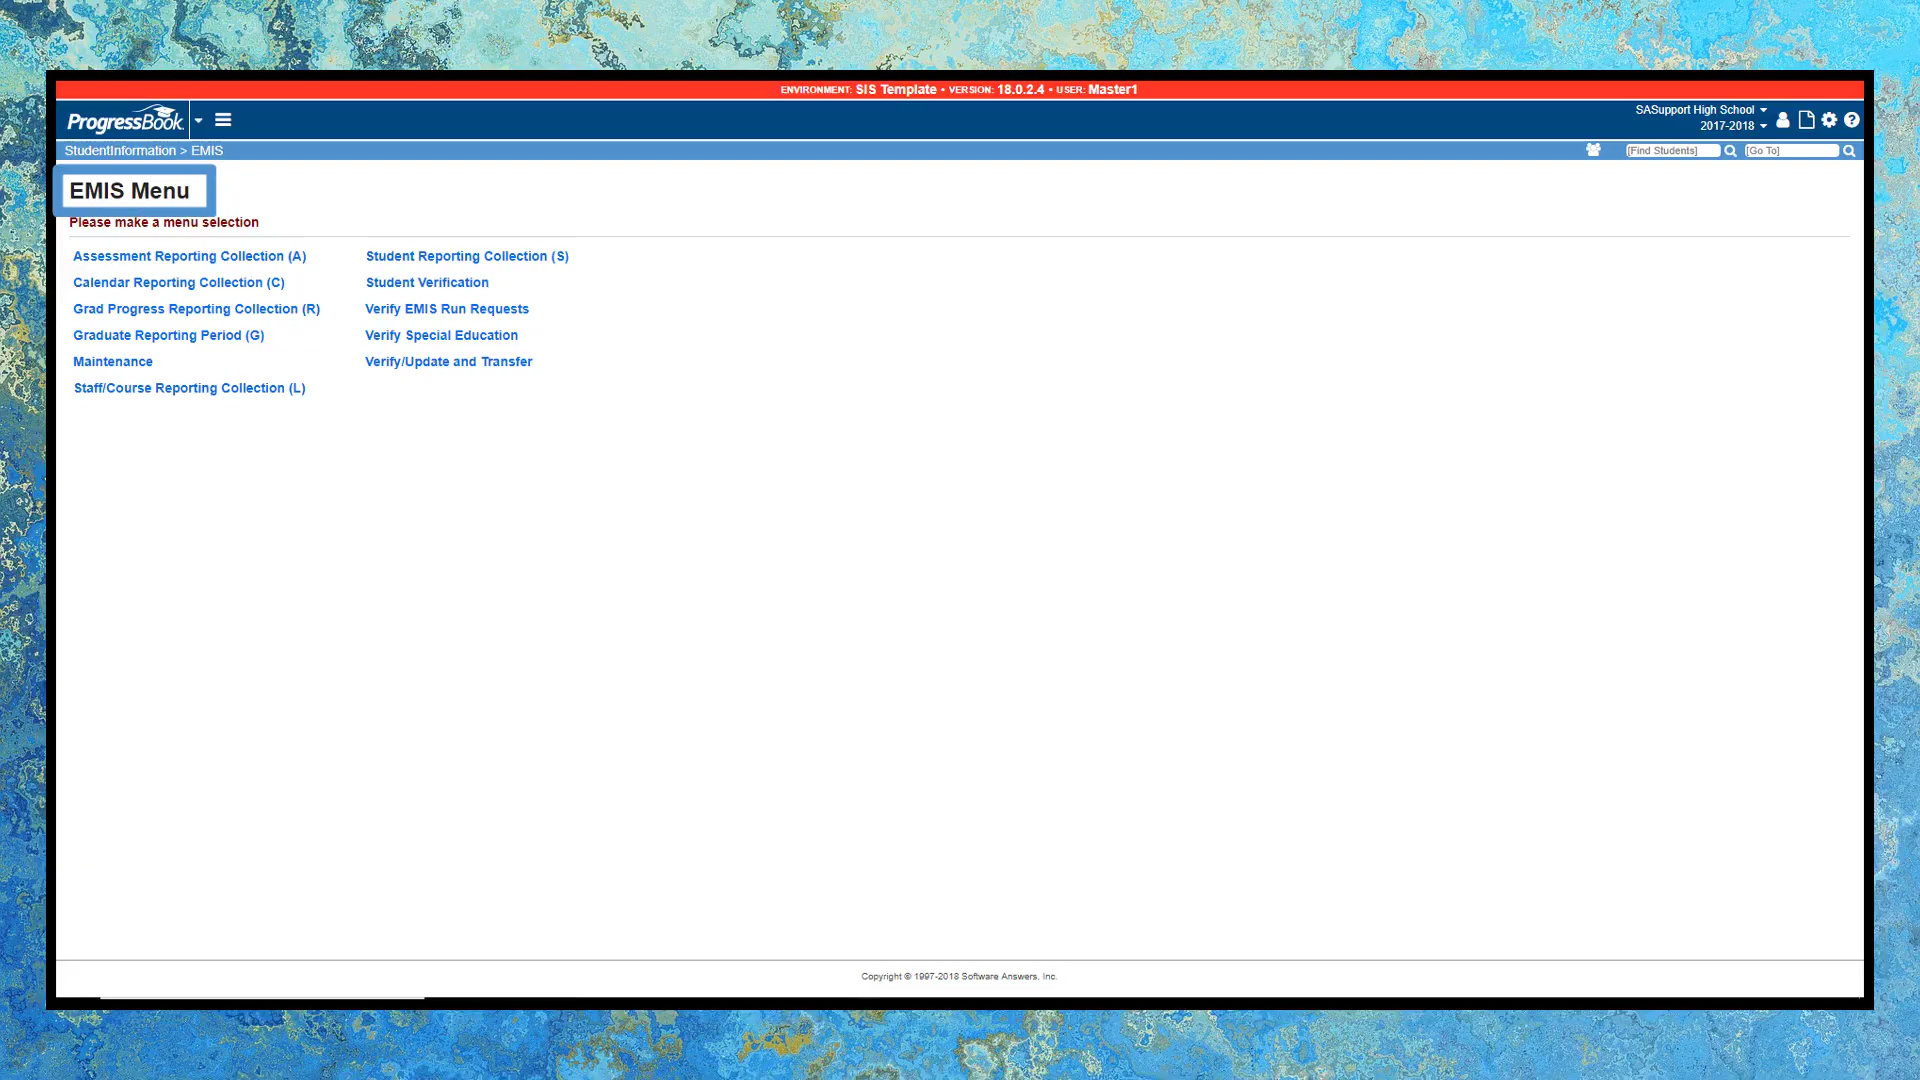 ENVIRONMENT: SIS Template • VERSION: 18.0.2.4 • USER: Master1
ProgressBook
SASupport High School
2017-2018
StudentInformation > EMIS
[Find Students]
[Go To]
EMIS Menu
Please make a menu selection
Assessment Reporting Collection (A)
Calendar Reporting Collection (C)
Grad Progress Reporting Collection (R)
Graduate Reporting Period (G)
Maintenance
Staff/Course Reporting Collection (L)
Student Reporting Collection (S)
Student Verification
Verify EMIS Run Requests
Verify Special Education
Verify/Update and Transfer
Copyright © 1997-2018 Software Answers, Inc.